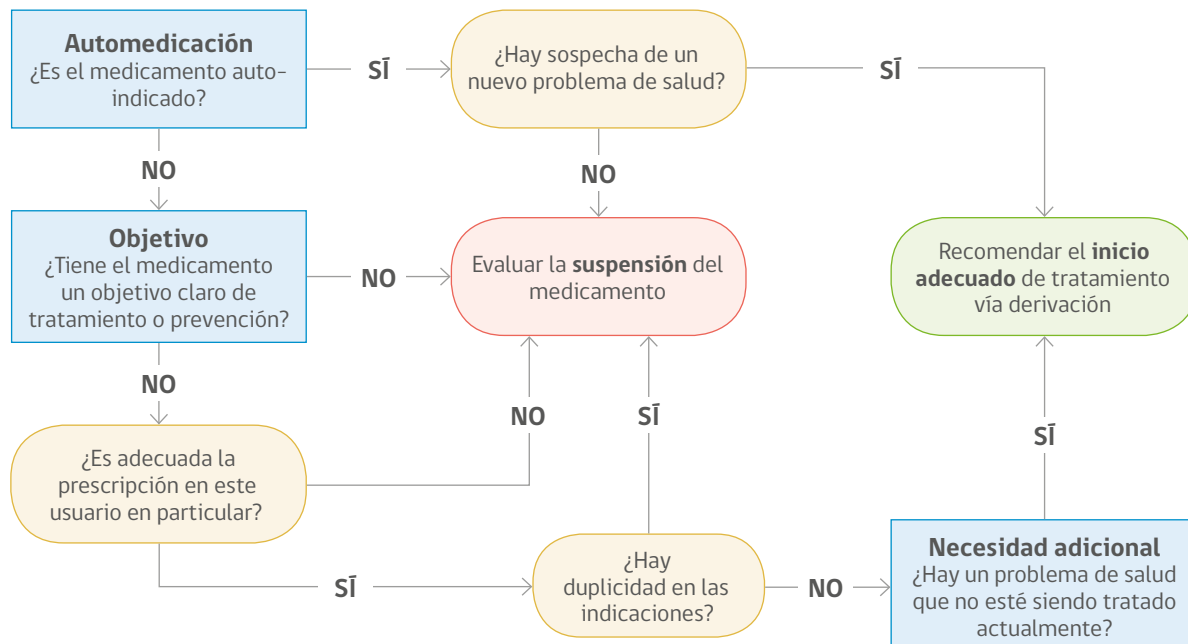 Automedicación
¿Es el medicamento auto-
indicado?
SÍ
¿Hay sospecha de un
nuevo problema de salud?
SÍ
NO
NO
Objetivo
¿Tiene el medicamento
un objetivo claro de
tratamiento o prevención?
NO
Evaluar la suspensión del
medicamento
Recomendar el inicio
adecuado de tratamiento
vía derivación
NO
NO
SÍ
SÍ
¿Es adecuada la
prescripción en este
usuario en particular?
SÍ
¿Hay
duplicidad en las
indicaciones?
NO
Necesidad adicional
¿Hay un problema de salud
que no esté siendo tratado
actualmente?